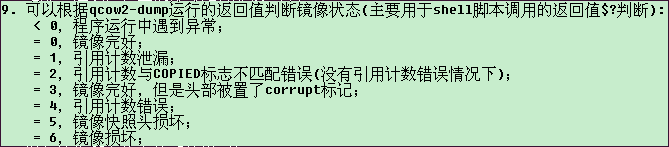 9. 可以根据qcow2-dump运行的返回值判断镜像状态(主要用于shell脚本调用的返回值$?判断):
< 0, 程序运行中遇到异常;
= 0, 镜像完好;
= 1, 引用计数泄漏;
= 2, 引用计数与COPIED标志不匹配错误(没有引用计数错误情况下);
= 3, 镜像完好, 但是头部被置了corrupt标记;
= 4, 引用计数错误;
= 5, 镜像快照头损坏;
= 6, 镜像损坏;